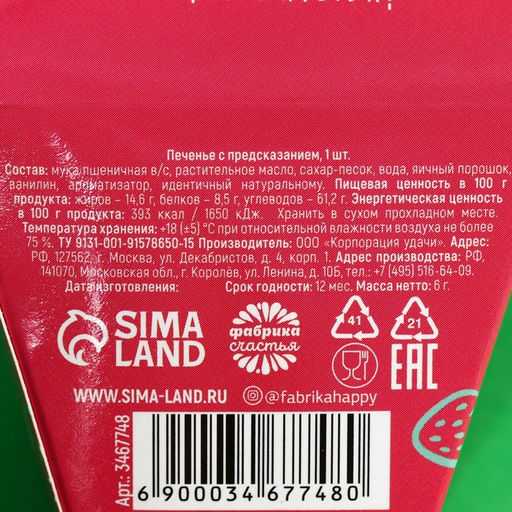 Печенье с предсказанием, 1 шт.
Состав: мука пшеничная в/с, растительное масло, сахар-песок, вода, яичный порошок,
ванилин, ароматизатор, идентичный натуральному. Пищевая ценность в 100 г
продукта: жиров – 14,6 г, белков – 8,5 г, углеводов – 61,2 г. Энергетическая ценность
в 100 г продукта: 393 ккал / 1650 кДж. Хранить в сухом прохладном месте.
Температура хранения: +18 (±5) °С при относительной влажности воздуха не более
75 %. ТУ 9131-001-91578650-15 Производитель: ООО «Корпорация удачи». Адрес:
РФ, 127562, г. Москва, ул. Декабристов, д. 4, корп. 1. Адрес производства: РФ,
141070, Московская обл., г. Королёв, ул. Ленина, д. 10Б, тел.: +7 (495) 516-64-09.
Дата изготовления: Срок годности: 12 мес. Масса нетто: 6 г.
SIMA
LAND
фабрика
счастья
41
21
EAC
WWW.SIMA-LAND.RU
@fabrikahappy
Арт.: 3467748
6 900034 677480